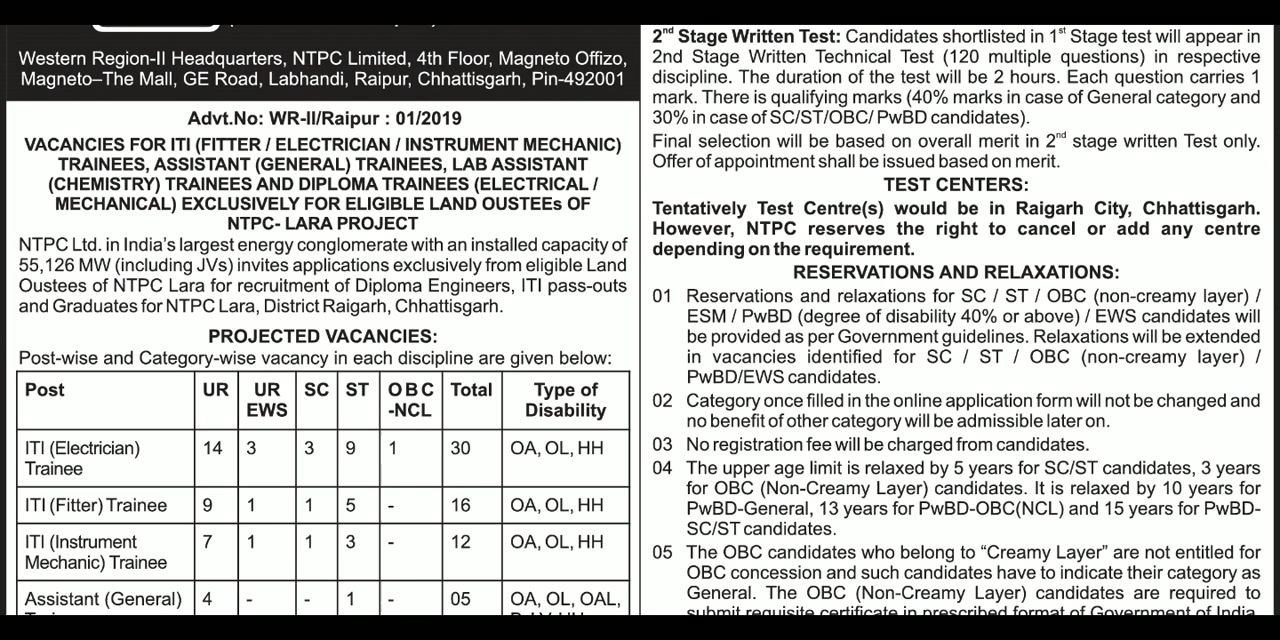 Western Region-II Headquarters, NTPC Limited, 4th Floor, Magneto Offizo,
Magneto–The Mall, GE Road, Labhandi, Raipur, Chhattisgarh, Pin-492001
Advt.No: WR-II/Raipur : 01/2019
VACANCIES FOR ITI (FITTER / ELECTRICIAN / INSTRUMENT MECHANIC)
TRAINEES, ASSISTANT (GENERAL) TRAINEES, LAB ASSISTANT
(CHEMISTRY) TRAINEES AND DIPLOMA TRAINEES (ELECTRICAL /
MECHANICAL) EXCLUSIVELY FOR ELIGIBLE LAND OUSTEEs OF
NTPC- LARA PROJECT
NTPC Ltd. in India's largest energy conglomerate with an installed capacity of
55,126 MW (including JVs) invites applications exclusively from eligible Land
Oustees of NTPC Lara for recruitment of Diploma Engineers, ITI pass-outs
and Graduates for NTPC Lara, District Raigarh, Chhattisgarh.
PROJECTED VACANCIES:
Post-wise and Category-wise vacancy in each discipline are given below:
Post UR UR EWS SC ST OBC -NCL Total Type of Disability
ITI (Electrician) Trainee 14 3 3 9 1 30 OA, OL, HH
ITI (Fitter) Trainee 9 1 1 5 - 16 OA, OL, HH
ITI (Instrument Mechanic) Trainee 7 1 1 3 - 12 OA, OL, HH
Assistant (General) 4 - - 1 - 05 OA, OL, OAL,
2nd Stage Written Test: Candidates shortlisted in 1st Stage test will appear in
2nd Stage Written Technical Test (120 multiple questions) in respective
discipline. The duration of the test will be 2 hours. Each question carries 1
mark. There is qualifying marks (40% marks in case of General category and
30% in case of SC/ST/OBC/ PwBD candidates).
Final selection will be based on overall merit in 2nd stage written Test only.
Offer of appointment shall be issued based on merit.
TEST CENTERS:
Tentatively Test Centre(s) would be in Raigarh City, Chhattisgarh.
However, NTPC reserves the right to cancel or add any centre
depending on the requirement.
RESERVATIONS AND RELAXATIONS:
01 Reservations and relaxations for SC / ST / OBC (non-creamy layer) /
ESM / PwBD (degree of disability 40% or above) / EWS candidates will
be provided as per Government guidelines. Relaxations will be extended
in vacancies identified for SC / ST / OBC (non-creamy layer) /
PwBD/EWS candidates.
02 Category once filled in the online application form will not be changed and
no benefit of other category will be admissible later on.
03 No registration fee will be charged from candidates.
04 The upper age limit is relaxed by 5 years for SC/ST candidates, 3 years
for OBC (Non-Creamy Layer) candidates. It is relaxed by 10 years for
PwBD-General, 13 years for PwBD-OBC(NCL) and 15 years for PwBD-
SC/ST candidates.
05 The OBC candidates who belong to "Creamy Layer" are not entitled for
OBC concession and such candidates have to indicate their category as
General. The OBC (Non-Creamy Layer) candidates are required to
submit requisite certificate in prescribed format of Government of India,